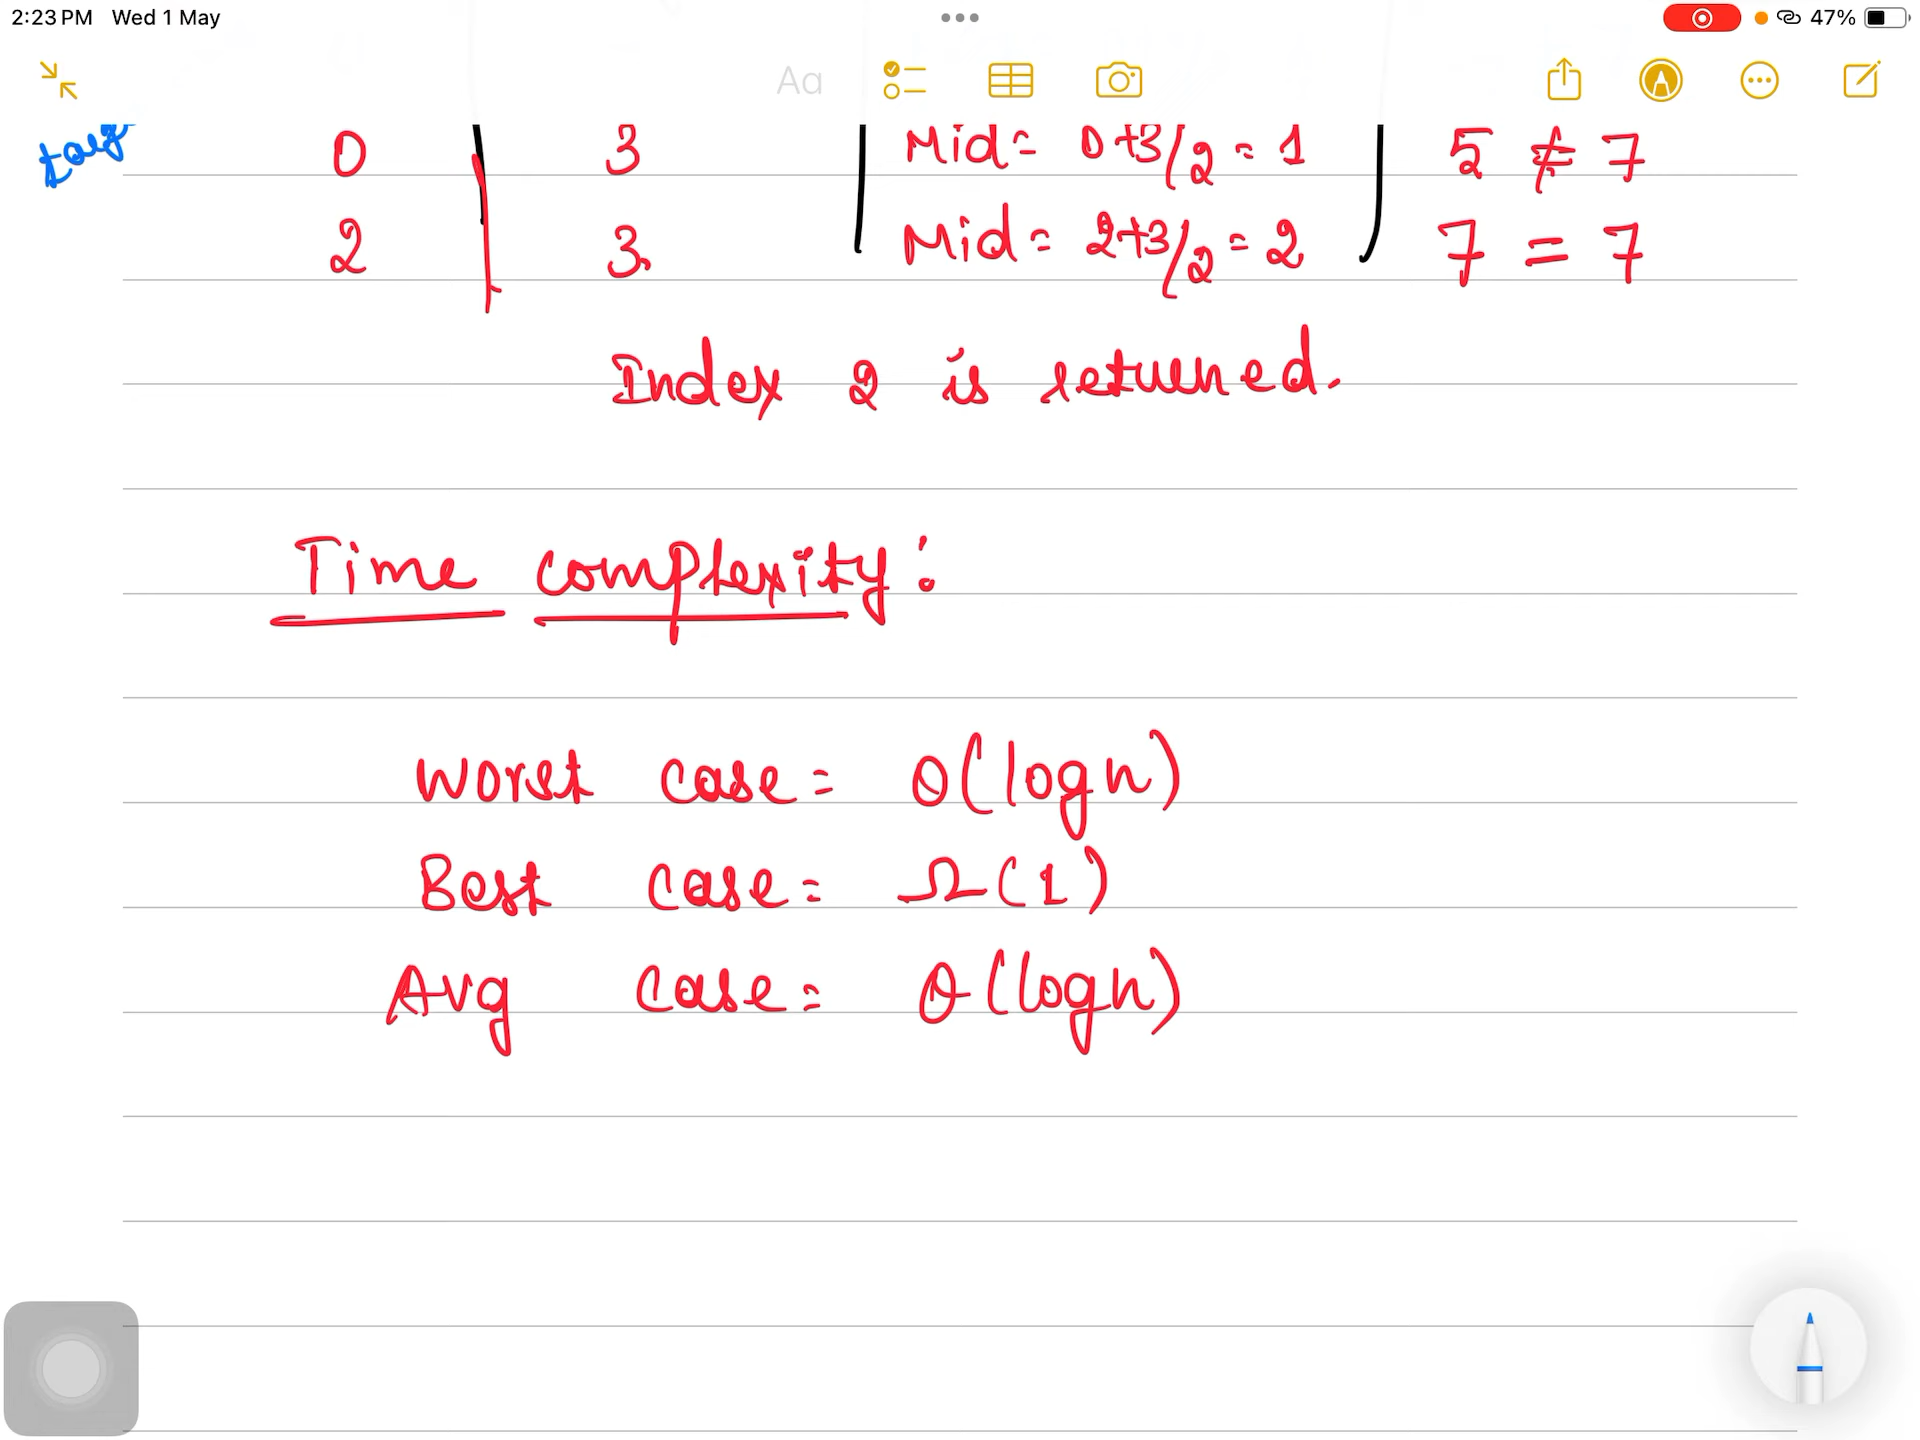 2:23 PM Wed 1 May 47%
Aa
targ 0 3 Mid= 0+3/2 = 1 5 ≠ 7
2 3 Mid= 2+3/2 = 2 7 = 7
Index 2 is returned.
Time complexity:
Worst case = O(logn)
Best case = Ω(1)
Avg case = θ(logn)